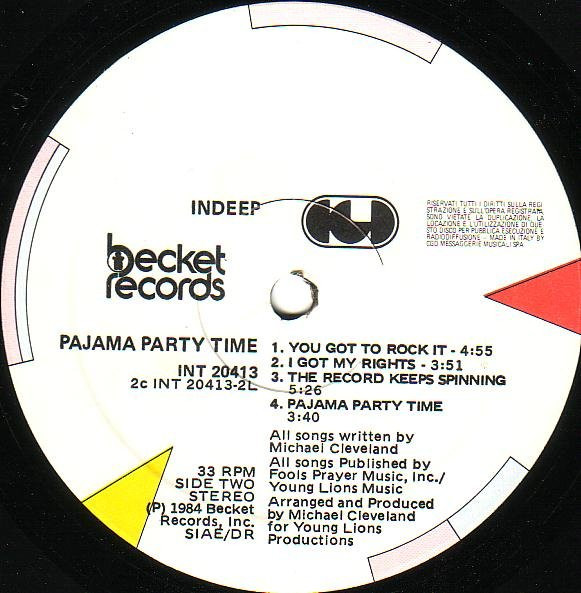 INDEEP
RISERVATI TUTTI I DIRITTI SULLA REGI
STRAZIONE E SULL'OPERA REGISTRATA
SONO VIETATE LA DUPLICAZIONE, LA
LOCAZIONE E L'UTILIZZAZIONE DI QUE
STO DISCO PER PUBBLICA ESECUZIONE E
RADIODIFFUSIONE - MADE IN ITALY BY
CGD MESSAGGERIE MUSICALI SPA
becket
records
PAJAMA PARTY TIME
INT 20413
2c INT 20413-2L
1. YOU GOT TO ROCK IT - 4:55
2. I GOT MY RIGHTS - 3:51
3. THE RECORD KEEPS SPINNING
5:26
4. PAJAMA PARTY TIME
3:40
All songs written by
Michael Cleveland
All songs Published by
Fools Prayer Music, Inc./
Young Lions Music
Arranged and Produced
by Michael Cleveland
for Young Lions
Productions
33 RPM
SIDE TWO
STEREO
(P) 1984 Becket
Records, Inc.
SIAE/DR